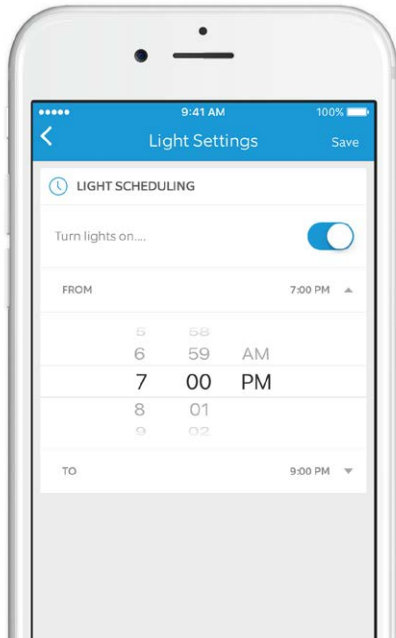 9:41 AM 100%
Light Settings Save
LIGHT SCHEDULING
Turn lights on....
FROM 7:00 PM
5 58
6 59 AM
7 00 PM
8 01
9 02
TO 9:00 PM